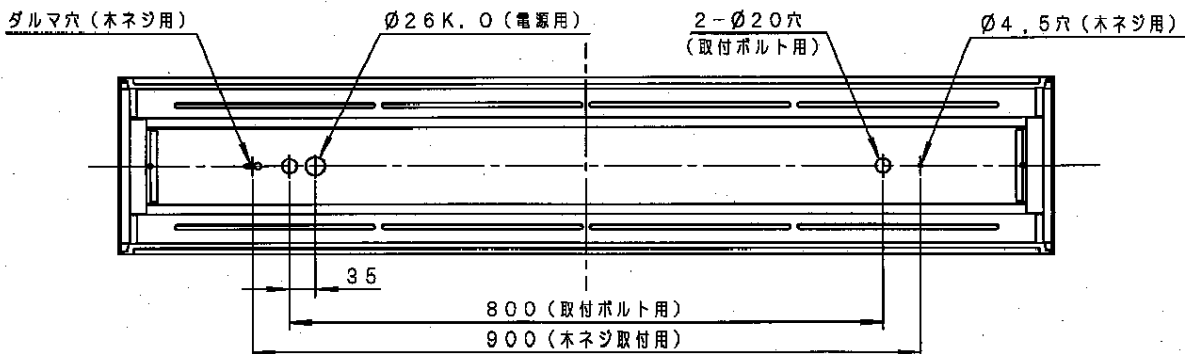 ダルマ穴(木ネジ用)
Ø26K.O(電源用)
2-Ø20穴
(取付ボルト用)
Ø4.5穴(木ネジ用)
35
800(取付ボルト用)
900(木ネジ取付用)